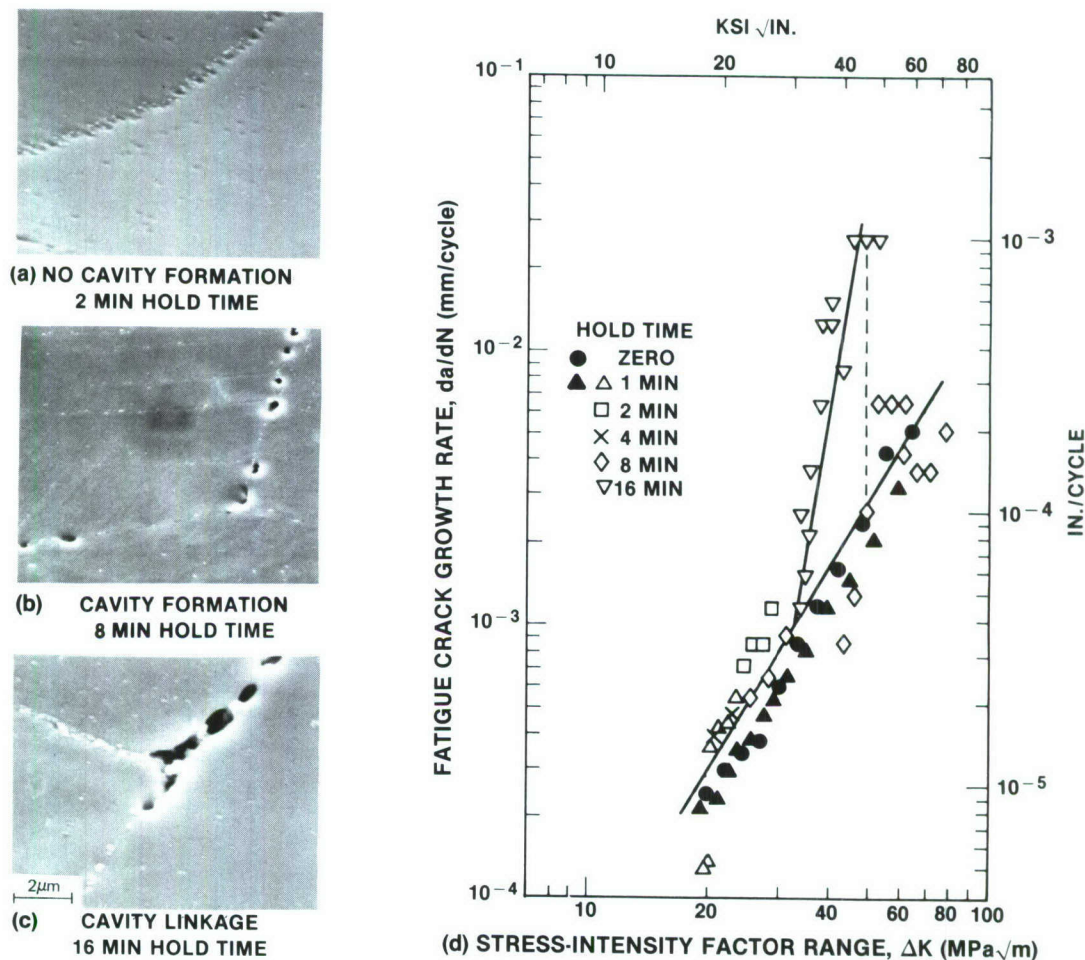 (a) NO CAVITY FORMATION
2 MIN HOLD TIME
(b) CAVITY FORMATION
8 MIN HOLD TIME
2μm
(c) CAVITY LINKAGE
16 MIN HOLD TIME
KSI √IN.
10 20 40 60 80
FATIGUE CRACK GROWTH RATE, da/dN (mm/cycle)
10⁻¹
10⁻²
10⁻³
10⁻⁴
HOLD TIME
ZERO
1 MIN
2 MIN
4 MIN
8 MIN
16 MIN
10⁻³
10⁻⁴
10⁻⁵
IN./CYCLE
10 20 40 60 80 100
(d) STRESS-INTENSITY FACTOR RANGE, ΔK (MPa√m)